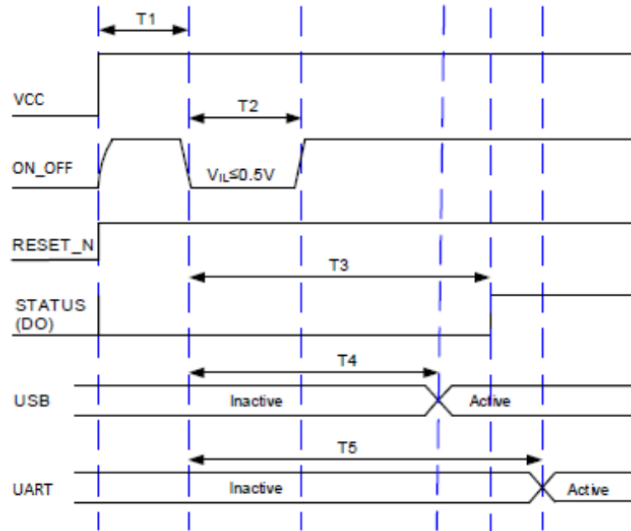 T1
VCC
T2
ON_OFF
VIL≤0.5V
RESET_N
T3
STATUS
(DO)
T4
USB
Inactive
Active
T5
UART
Inactive
Active